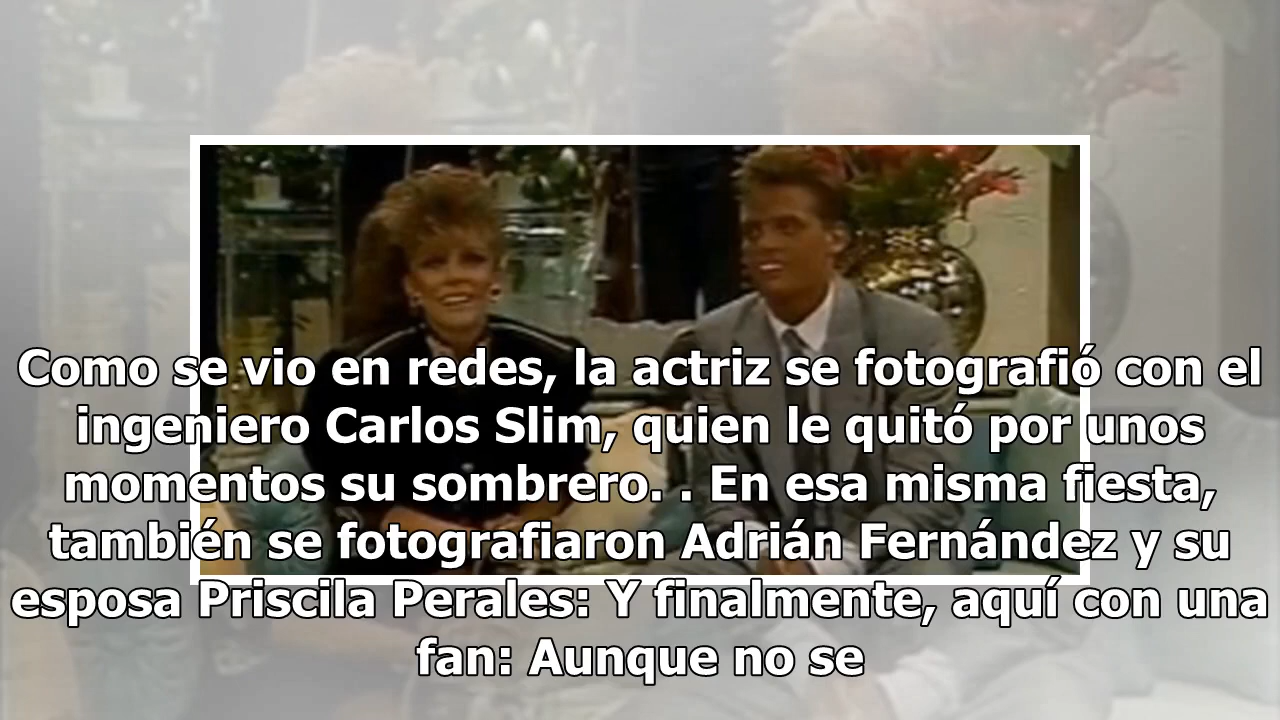 Como se vio en redes, la actriz se fotografió con el
ingeniero Carlos Slim, quien le quitó por unos
momentos su sombrero. . En esa misma fiesta,
también se fotografiaron Adrián Fernández y su
esposa Priscila Perales: Y finalmente, aquí con una
fan: Aunque no se